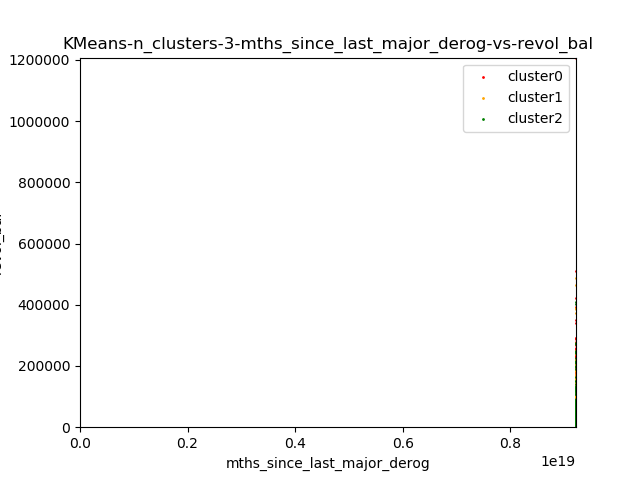 KMeans-n_clusters-3-mths_since_last_major_derog-vs-revol_bal
cluster0
cluster1
cluster2
1200000
1000000
800000
600000
400000
200000
0
0.0 0.2 0.4 0.6 0.8
1e19
mths_since_last_major_derog